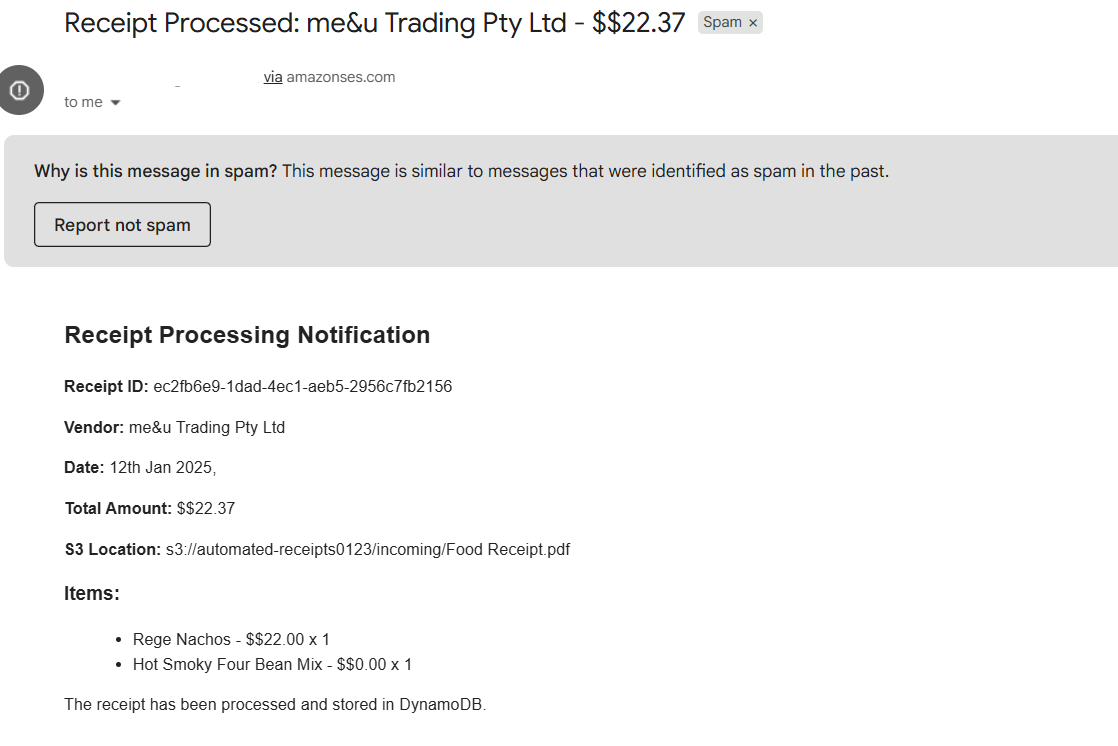 Receipt Processed: me&u Trading Pty Ltd - $$22.37 Spam ×
via amazonses.com
to me
Why is this message in spam? This message is similar to messages that were identified as spam in the past.
Report not spam
Receipt Processing Notification
Receipt ID: ec2fb6e9-1dad-4ec1-aeb5-2956c7fb2156
Vendor: me&u Trading Pty Ltd
Date: 12th Jan 2025,
Total Amount: $$22.37
S3 Location: s3://automated-receipts0123/incoming/Food Receipt.pdf
Items:
• Rege Nachos - $$22.00 x 1
• Hot Smoky Four Bean Mix - $$0.00 x 1
The receipt has been processed and stored in DynamoDB.